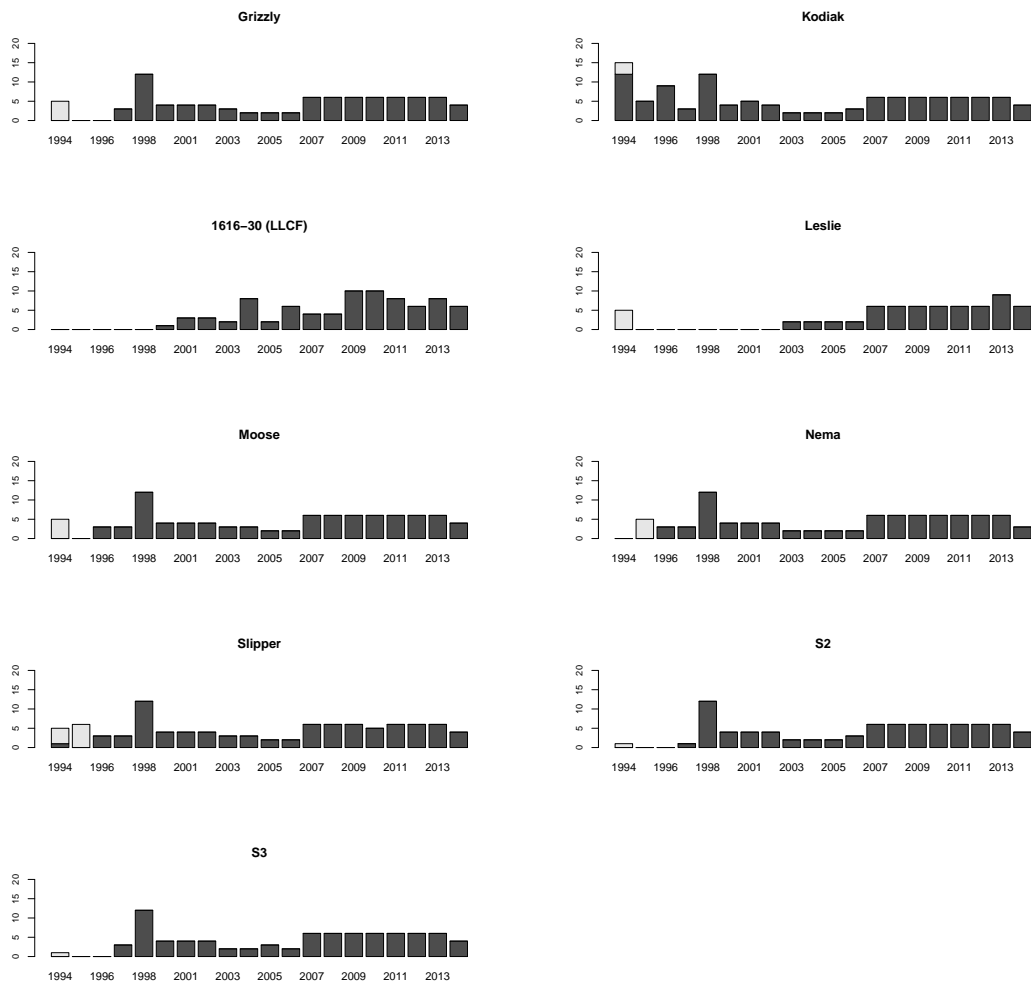 Grizzly
0 5 10 15 20
1994 1996 1998 2001 2003 2005 2007 2009 2011 2013
Kodiak
0 5 10 15 20
1994 1996 1998 2001 2003 2005 2007 2009 2011 2013
1616−30 (LLCF)
0 5 10 15 20
1994 1996 1998 2001 2003 2005 2007 2009 2011 2013
Leslie
0 5 10 15 20
1994 1996 1998 2001 2003 2005 2007 2009 2011 2013
Moose
0 5 10 15 20
1994 1996 1998 2001 2003 2005 2007 2009 2011 2013
Nema
0 5 10 15 20
1994 1996 1998 2001 2003 2005 2007 2009 2011 2013
Slipper
0 5 10 15 20
1994 1996 1998 2001 2003 2005 2007 2009 2011 2013
S2
0 5 10 15 20
1994 1996 1998 2001 2003 2005 2007 2009 2011 2013
S3
0 5 10 15 20
1994 1996 1998 2001 2003 2005 2007 2009 2011 2013